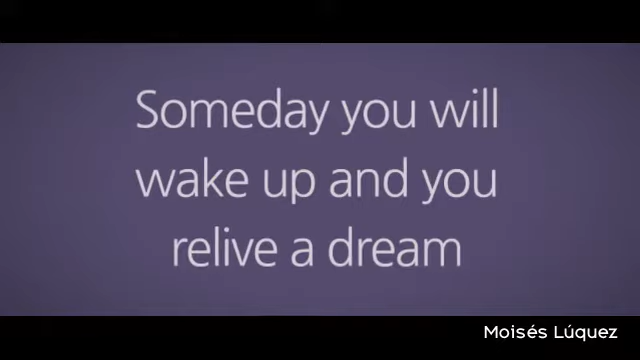 Someday you will
wake up and you
relive a dream
Moisés Lúquez